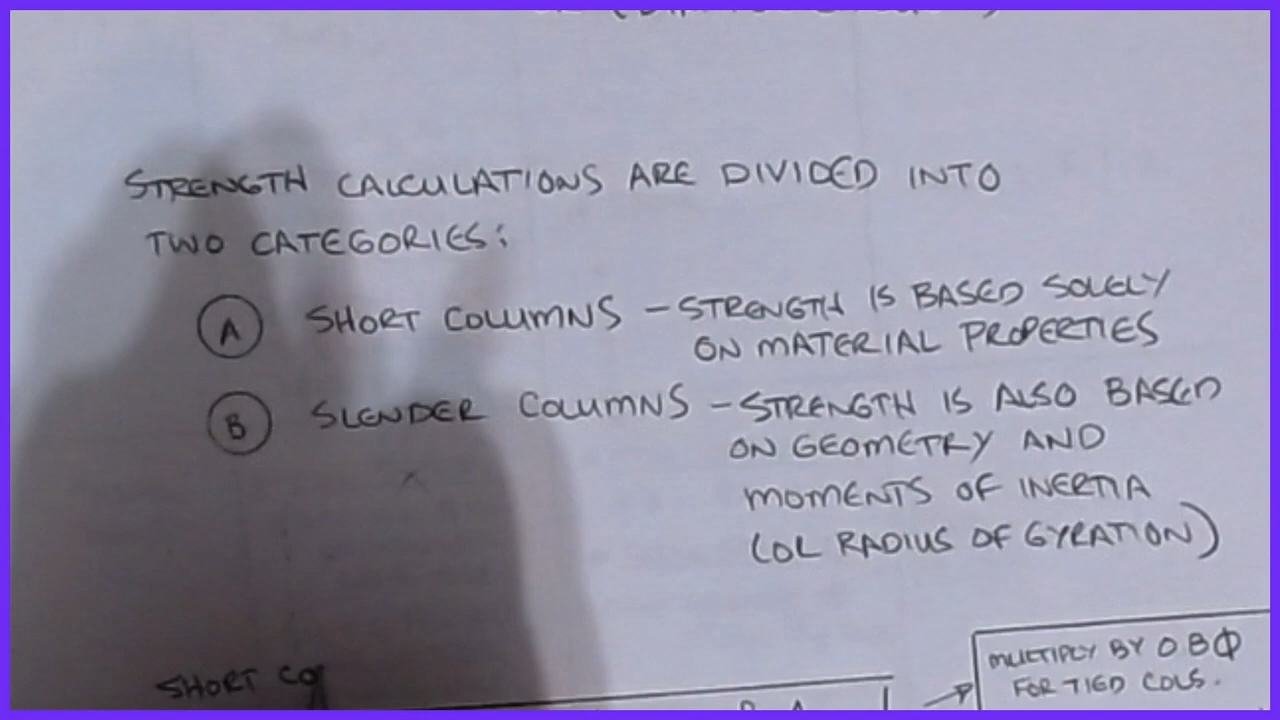 STRENGTH CALCULATIONS ARE DIVIDED INTO
TWO CATEGORIES:
A SHORT COLUMNS - STRENGTH IS BASED SOLELY
ON MATERIAL PROPERTIES
B SLENDER COLUMNS - STRENGTH IS ALSO BASED
ON GEOMETRY AND
MOMENTS OF INERTIA
(OR RADIUS OF GYRATION)
SHORT CO
MULTIPLY BY 0.80
FOR TIED COLS.